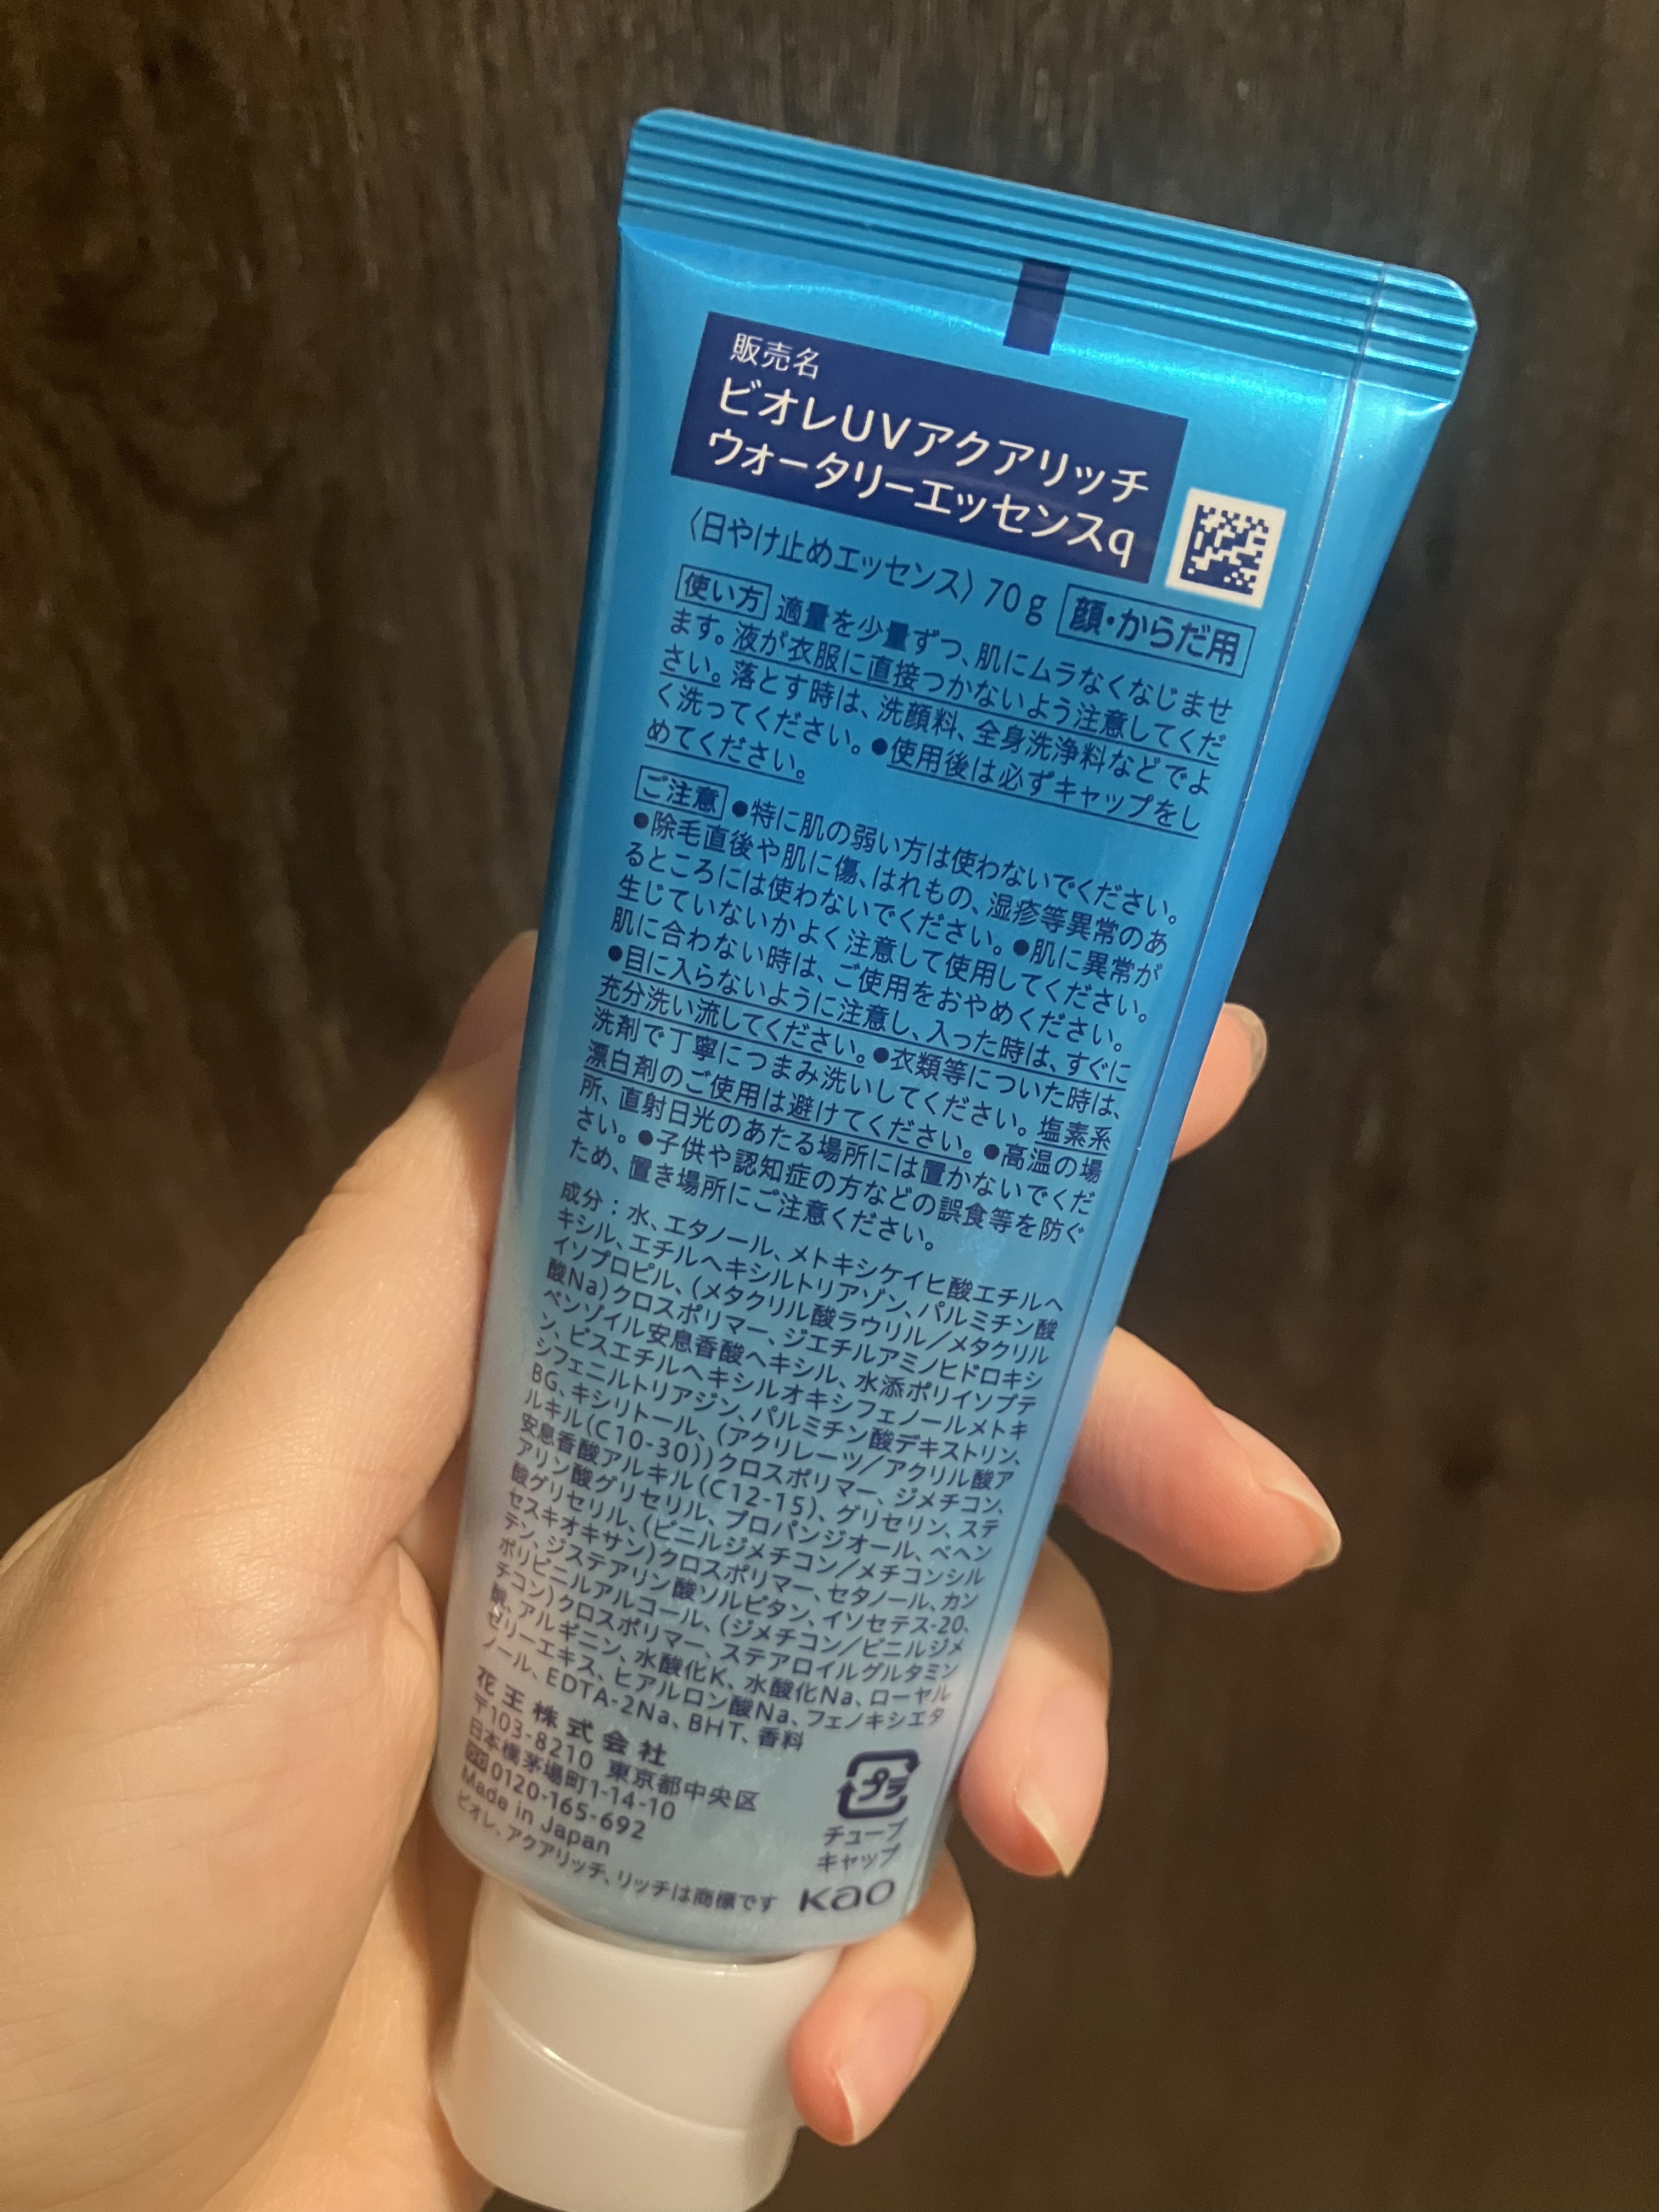 販売名
ビオレUVアクアリッチ
ウォータリーエッセンスq
〈日やけ止めエッセンス〉70g 顔・からだ用
使い方 適量を少量ずつ、肌にムラなくなじませ
ます。液が衣服に直接つかないよう注意してくだ
さい。落とす時は、洗顔料、全身洗浄料などでよ
く洗ってください。●使用後は必ずキャップをし
めてください。
ご注意 ●特に肌の弱い方は使わないでください。
●除毛直後や肌に傷、はれもの、湿疹等異常のあ
るところには使わないでください。●肌に異常が
生じていないかよく注意して使用してください。
肌に合わない時は、ご使用をおやめください。
●目に入らないように注意し、入った時は、すぐに
充分洗い流してください。●衣類等についた時は、
洗剤で丁寧につまみ洗いしてください。塩素系
漂白剤のご使用は避けてください。●高温の場
所、直射日光のあたる場所には置かないでくだ
さい。●子供や認知症の方などの誤食等を防ぐ
ため、置き場所にご注意ください。
成分：水、エタノール、メトキシケイヒ酸エチルヘ
キシル、エチルヘキシルトリアゾン、パルミチン酸
イソプロピル、(メタクリル酸ラウリル／メタクリル
酸Na)クロスポリマー、ジエチルアミノヒドロキシ
ベンゾイル安息香酸ヘキシル、水添ポリイソブテ
ン、ビスエチルヘキシルオキシフェノールメトキ
シフェニルトリアジン、パルミチン酸デキストリン、
BG、キシリトール、(アクリレーツ／アクリル酸ア
ルキル(C10-30))クロスポリマー、ジメチコン、
安息香酸アルキル(C12-15)、グリセリン、ステ
アリン酸グリセリル、プロパンジオール、ベヘン
酸グリセリル、(ビニルジメチコン／メチコンシル
セスキオキサン)クロスポリマー、セタノール、カン
テン、ジステアリン酸ソルビタン、イソセテス-20、
ポリビニルアルコール、(ジメチコン／ビニルジメ
チコン)クロスポリマー、ステアロイルグルタミン
酸、アルギニン、水酸化K、水酸化Na、ローヤル
ゼリーエキス、ヒアルロン酸Na、フェノキシエタ
ノール、EDTA-2Na、BHT、香料
花王株式会社
〒103-8210 東京都中央区
日本橋茅場町1-14-10
0120-165-692
Made in Japan
ビオレ、アクアリッチ、リッチは商標です
プラ
チューブ
キャップ
Kao